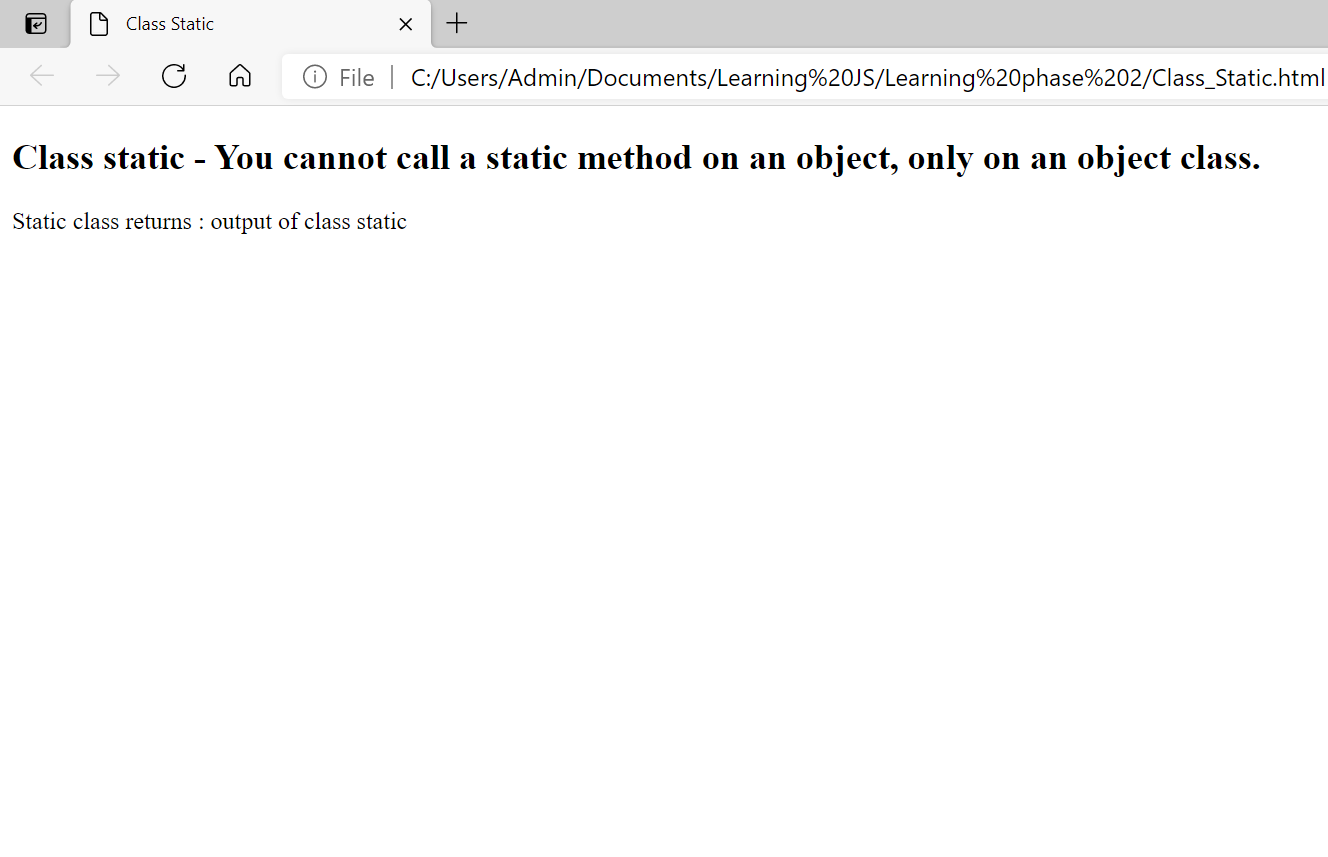 Class Static
File
C:/Users/Admin/Documents/Learning%20JS/Learning%20phase%202/Class_Static.html
Class static - You cannot call a static method on an object, only on an object class.
Static class returns : output of class static